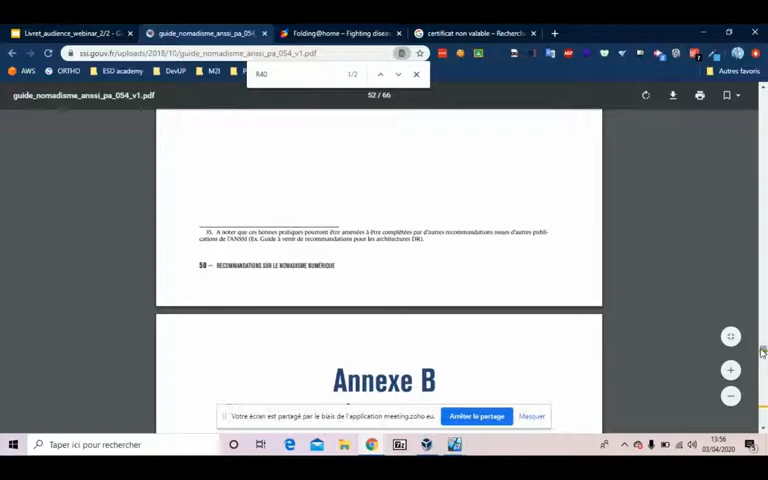 Livret_audience_webinar_2/2 - G
guide_nomadisme_anssi_pa_054_
Folding@home – Fighting disea
certificat non valable - Recherch
ssi.gouv.fr/uploads/2018/10/guide_nomadisme_anssi_pa_054_v1.pdf
AWS
ORTHO
ESD academy
DevUP
M2I
Autres favoris
R40
1/2
guide_nomadisme_anssi_pa_054_v1.pdf
52 / 66
35. A noter que ces bonnes pratiques pourront être amenées à être complétées par d'autres recommandations issues d'autres publi-
cations de l'ANSSI (Ex. Guide à venir de recommandations pour les architectures DR).
50 – RECOMMANDATIONS SUR LE NOMADISME NUMÉRIQUE
Annexe B
Votre écran est partagé par le biais de l'application meeting.zoho.eu.
Arrêter le partage
Masquer
Taper ici pour rechercher
13:56
03/04/2020